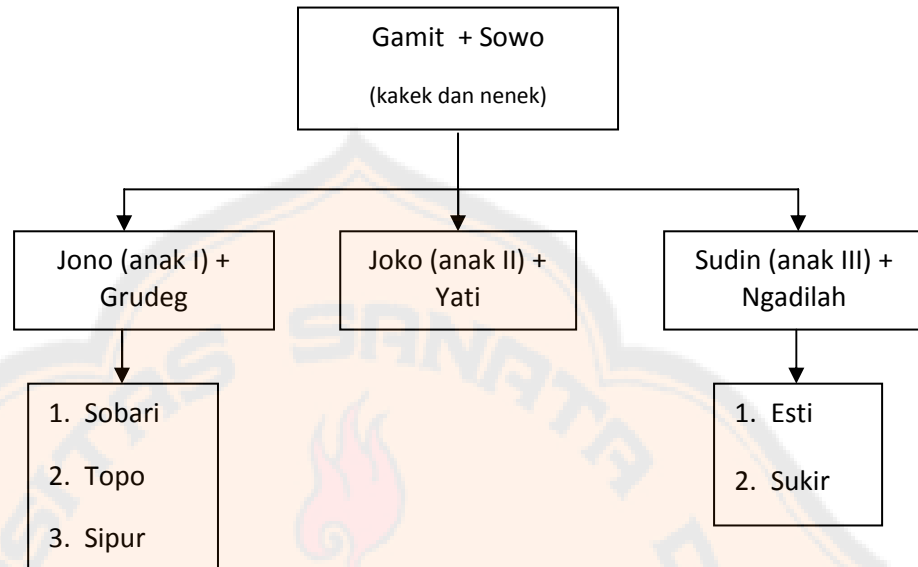 Gamit + Sowo
(kakek dan nenek)
Jono (anak I) +
Grudeg
Joko (anak II) +
Yati
Sudin (anak III) +
Ngadilah
1. Sobari
2. Topo
3. Sipur
1. Esti
2. Sukir
SANATA